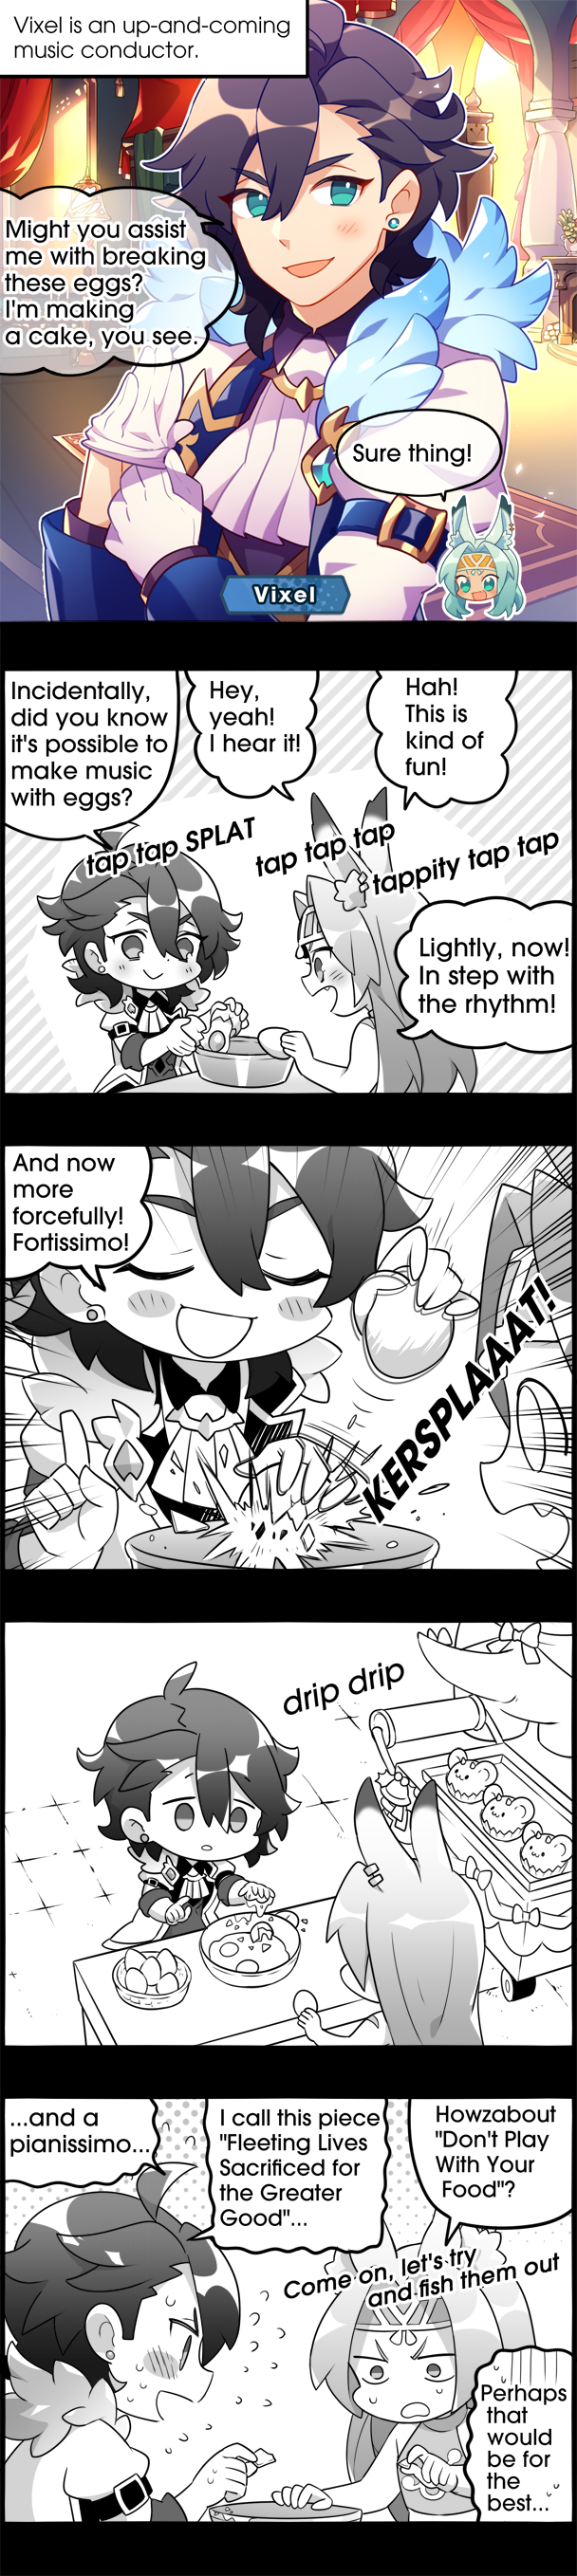 Vixel is an up-and-coming
music conductor.
Might you assist
me with breaking
these eggs?
I'm making
a cake, you see.
Sure thing!
Vixel
Incidentally,
did you know
it's possible to
make music
with eggs?
Hey,
yeah!
I hear it!
Hah!
This is
kind of
fun!
tap tap SPLAT
tap tap tap
tappity tap tap
Lightly, now!
In step with
the rhythm!
And now
more
forcefully!
Fortissimo!
KERSPLAAAT!
drip drip
...and a
pianissimo...
I call this piece
"Fleeting Lives
Sacrificed for
the Greater
Good"...
Howzabout
"Don't Play
With Your
Food"?
Come on, let's try
and fish them out
Perhaps
that
would
be for
the
best...